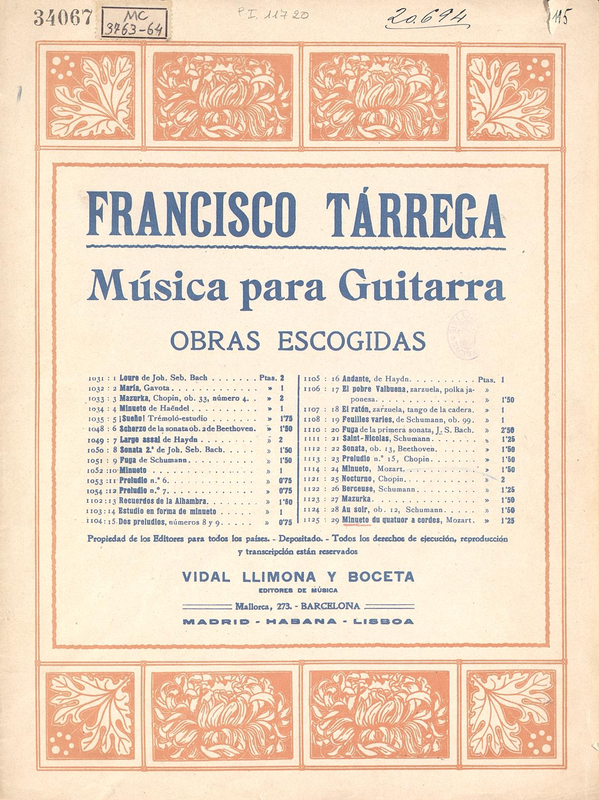 34067
MC
3763-64
P I. 11720
20.694
115
FRANCISCO TÁRREGA
Música para Guitarra
OBRAS ESCOGIDAS
1031 : 1 Loure de Joh. Seb. Bach . . . . . . . Ptas. 2
1032 : 2 María, Gavota. . . . . . . . . . . . . . » 1
1033 : 3 Mazurka, Chopin, ob. 33, número 4. . . » 2
1034 : 4 Minueto de Haëndel. . . . . . . . . . . » 1
1035 : 5 ¡Sueño! Trémolo-estudio . . . . . . . » 1'75
1048 : 6 Scherzo de la sonata ob. 2 de Beethoven. » 1'50
1049 : 7 Largo assai de Haydn . . . . . . . . . » 2
1050 : 8 Sonata 2.ª de Joh. Seb. Bach. . . . . . » 1'50
1051 : 9 Fuga de Schumann. . . . . . . . . . . » 1'50
1052 : 10 Minueto . . . . . . . . . . . . . . . . » 1
1053 : 11 Preludio n.º 6. . . . . . . . . . . . . . » 0'75
1054 : 12 Preludio n.º 7. . . . . . . . . . . . . . » 0'75
1102 : 13 Recuerdos de la Alhambra. . . . . . . » 1'50
1103 : 14 Estudio en forma de minueto . . . . . » 1
1104 : 15 Dos preludios, números 8 y 9. . . . . . » 0'75
1105 : 16 Andante, de Haydn. . . . . . . . . . . Ptas. 1
1106 : 17 El pobre Valbuena, zarzuela, polka ja-
ponesa. . . . . . . . . . . . . . . . . » 1'50
1107 : 18 El ratón, zarzuela, tango de la cadera. » 1
1108 : 19 Feuilles varies, de Schumann, ob. 99. . » 1
1110 : 20 Fuga de la primera sonata, J. S. Bach. » 2'50
1111 : 21 Saint-Nicolas, Schumann. . . . . . . . » 1'25
1112 : 22 Sonata, ob. 13, Beethoven. . . . . . . » 1'50
1113 : 23 Preludio n.º 15, Chopin. . . . . . . . . » 1'50
1114 : 24 Minueto, Mozart. . . . . . . . . . . . . » 1'50
1121 : 25 Nocturno, Chopin. . . . . . . . . . . . » 2
1122 : 26 Berceuse, Schumann . . . . . . . . . . » 1'25
1123 : 27 Mazurka. . . . . . . . . . . . . . . . . » 1'50
1124 : 28 Au soir, ob. 12, Schumann. . . . . . . » 1'50
1125 : 29 Minueto du quatuor a cordes, Mozart. » 1'25
Propiedad de los Editores para todos los países. - Depositado. - Todos los derechos de ejecución, reproducción
y transcripción están reservados
VIDAL LLIMONA Y BOCETA
EDITORES DE MÚSICA
Mallorca, 273. - BARCELONA
MADRID - HABANA - LISBOA